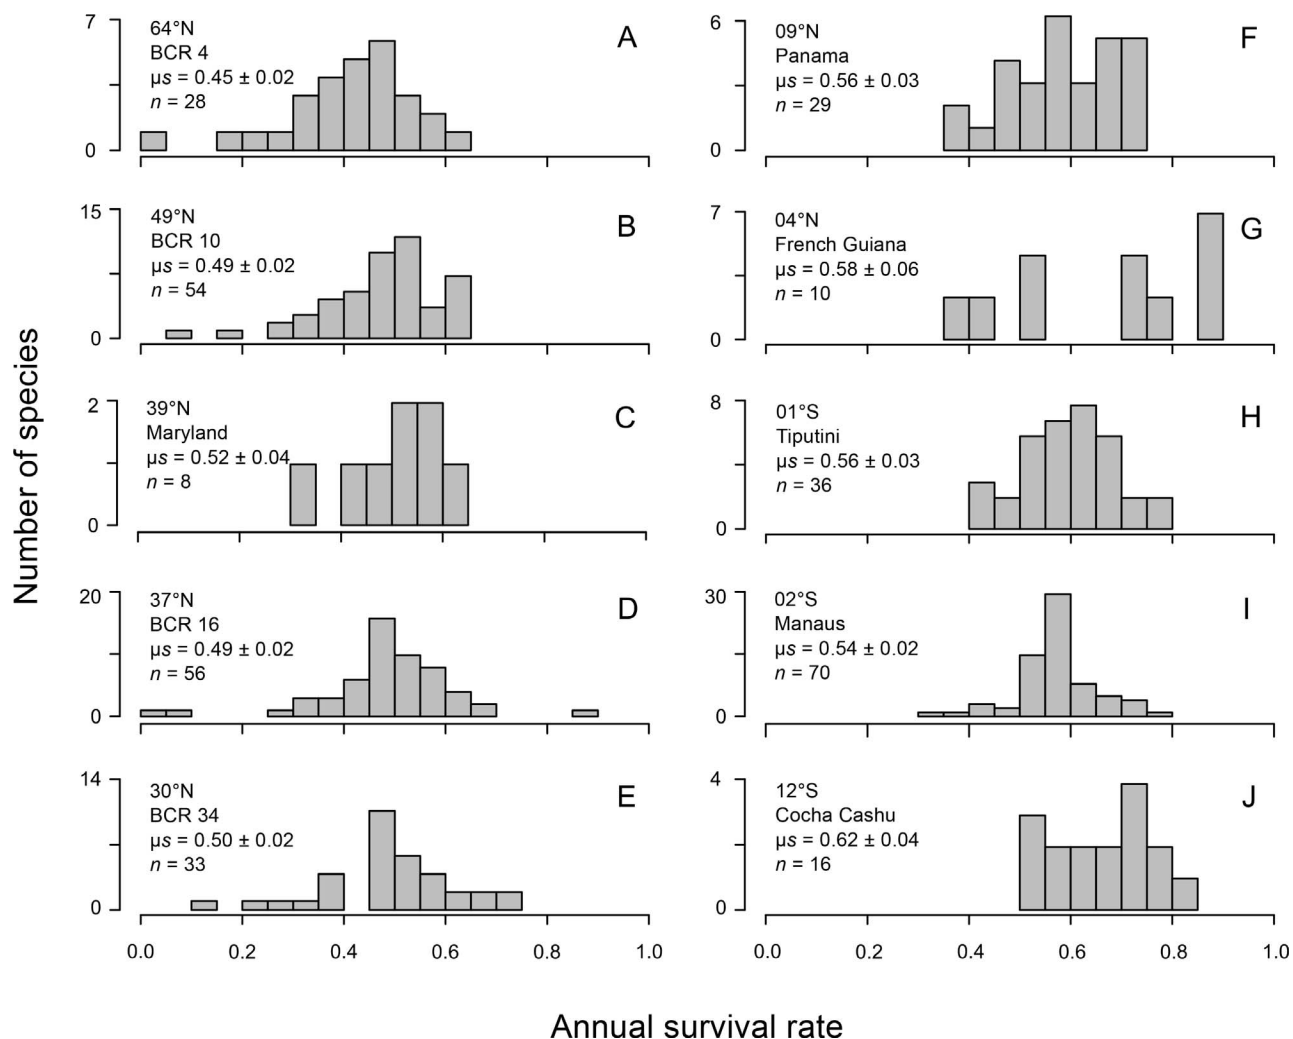 Number of species
7
0
64°N
BCR 4
µs = 0.45 ± 0.02
n = 28
A
15
0
49°N
BCR 10
µs = 0.49 ± 0.02
n = 54
B
2
0
39°N
Maryland
µs = 0.52 ± 0.04
n = 8
C
20
0
37°N
BCR 16
µs = 0.49 ± 0.02
n = 56
D
14
0
30°N
BCR 34
µs = 0.50 ± 0.02
n = 33
E
0.0 0.2 0.4 0.6 0.8 1.0
6
0
09°N
Panama
µs = 0.56 ± 0.03
n = 29
F
7
0
04°N
French Guiana
µs = 0.58 ± 0.06
n = 10
G
8
0
01°S
Tiputini
µs = 0.56 ± 0.03
n = 36
H
30
0
02°S
Manaus
µs = 0.54 ± 0.02
n = 70
I
4
0
12°S
Cocha Cashu
µs = 0.62 ± 0.04
n = 16
J
0.0 0.2 0.4 0.6 0.8 1.0
Annual survival rate